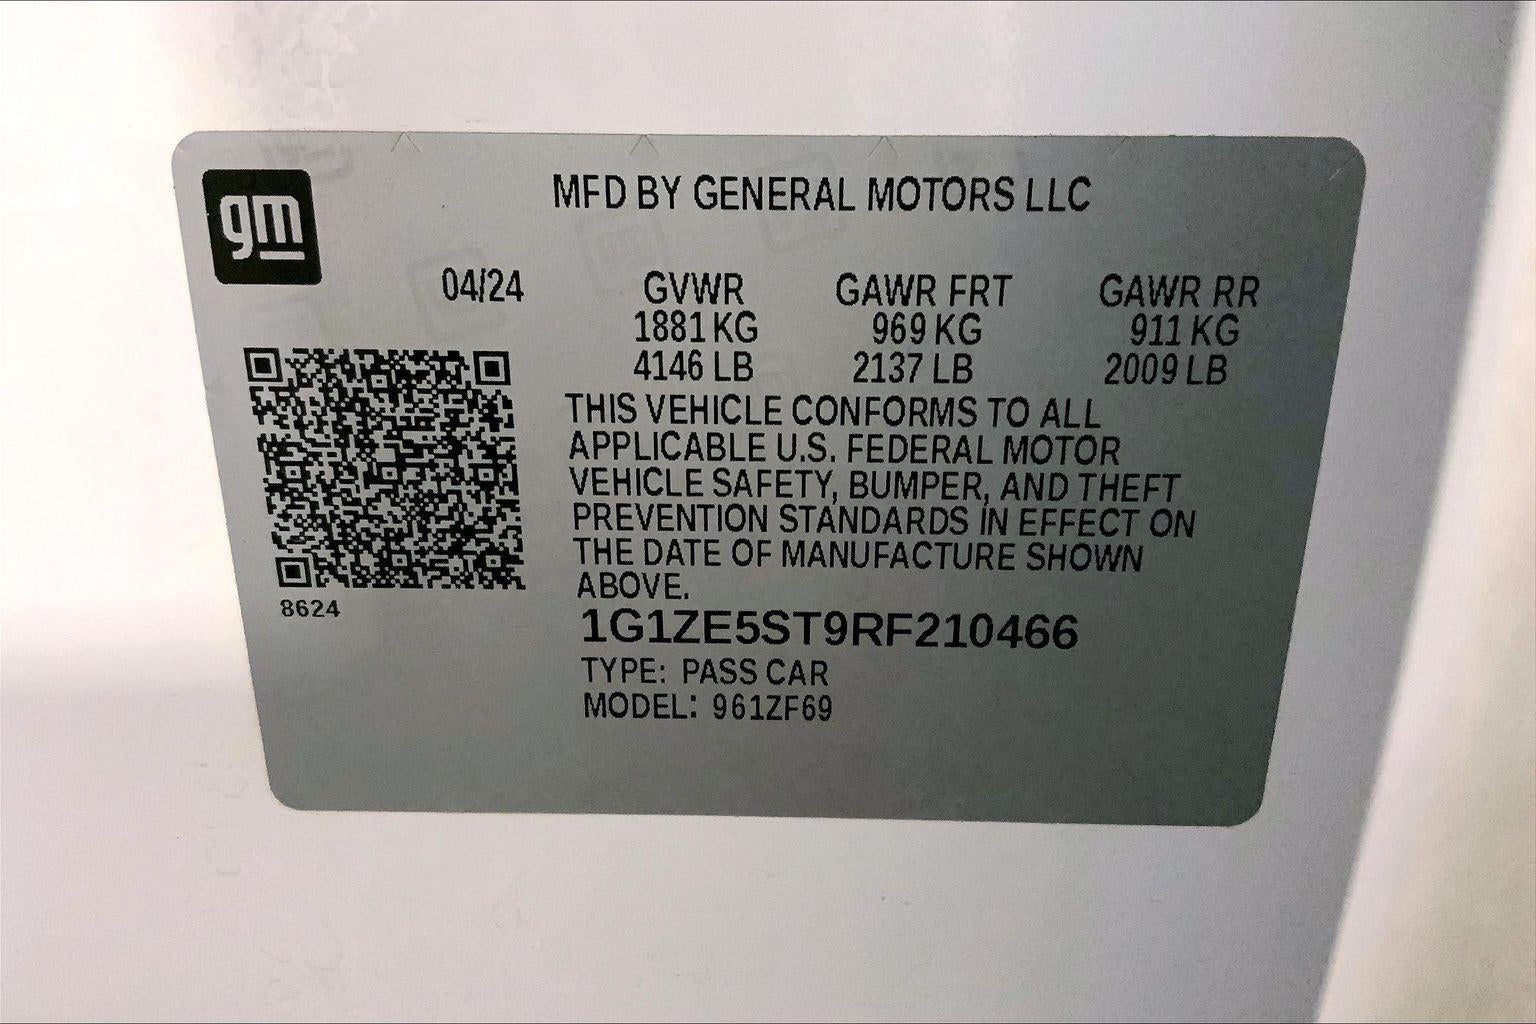 gm
MFD BY GENERAL MOTORS LLC
04/24 GVWR GAWR FRT GAWR RR
1881 KG 969 KG 911 KG
4146 LB 2137 LB 2009 LB
THIS VEHICLE CONFORMS TO ALL
APPLICABLE U.S. FEDERAL MOTOR
VEHICLE SAFETY, BUMPER, AND THEFT
PREVENTION STANDARDS IN EFFECT ON
THE DATE OF MANUFACTURE SHOWN
ABOVE.
8624
1G1ZE5ST9RF210466
TYPE: PASS CAR
MODEL: 961ZF69